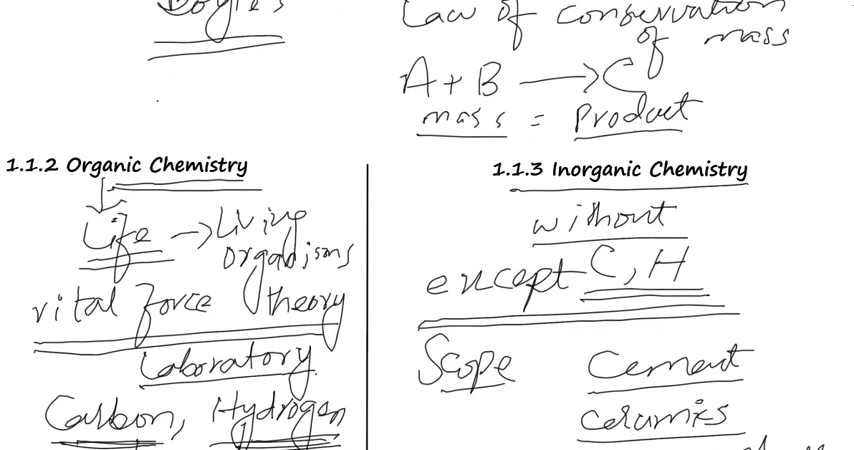 Boyle's
Law of conservation
of mass
A + B → C
mass = Product
1.1.2 Organic Chemistry
Life → Living
organisms
vital force theory
Laboratory
Carbon, Hydrogen
1.1.3 Inorganic Chemistry
without
except C, H
Scope Cement
ceramics